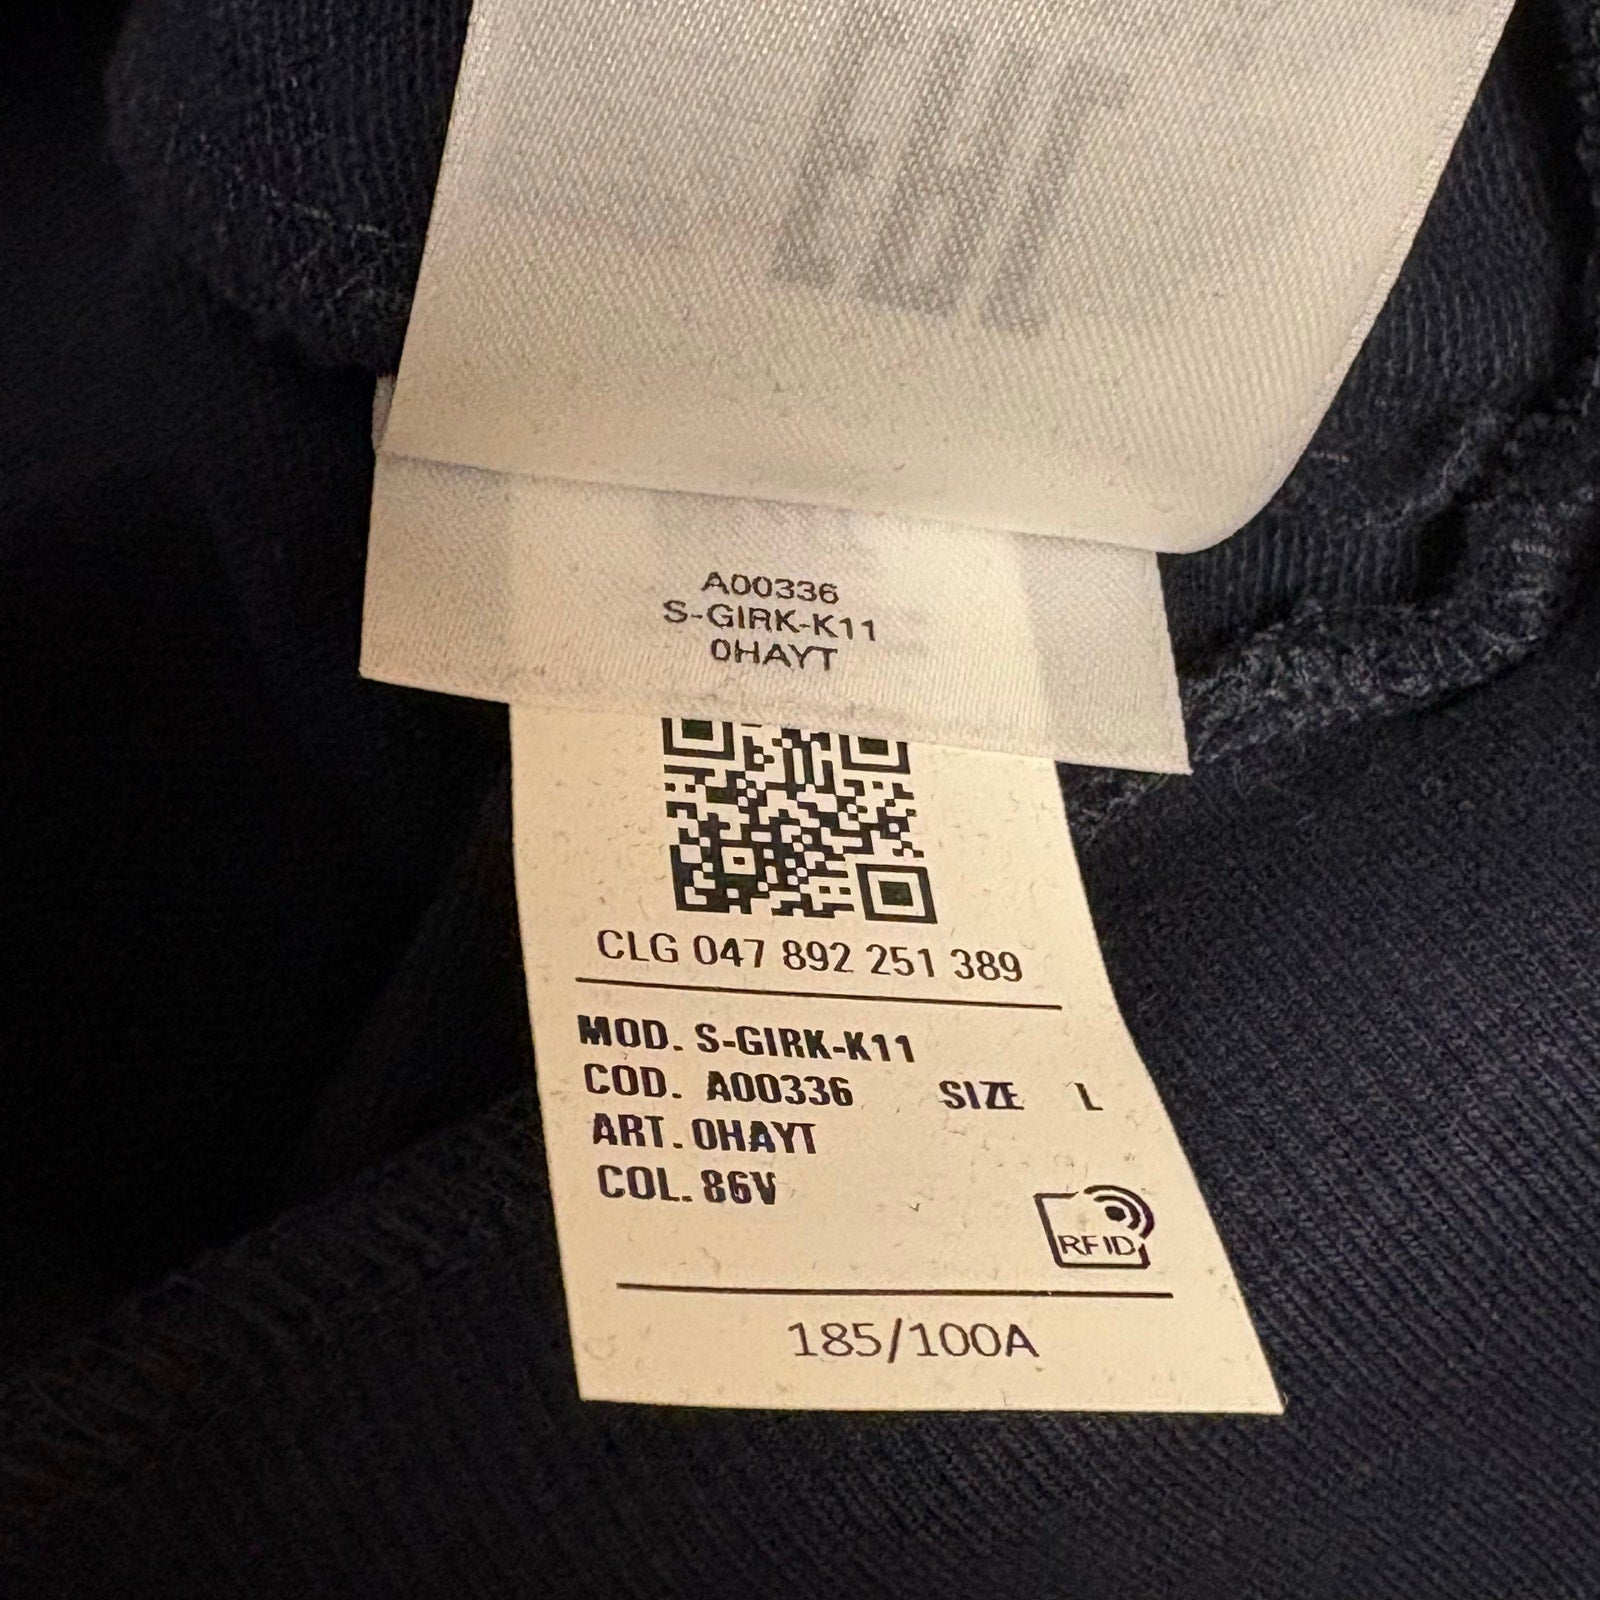 A00336
S-GIRK-K11
0HAYT
CLG 047 892 251 389
MOD. S-GIRK-K11
COD. A00336 SIZE L
ART. 0HAYT
COL. 86V
RFID
185/100A